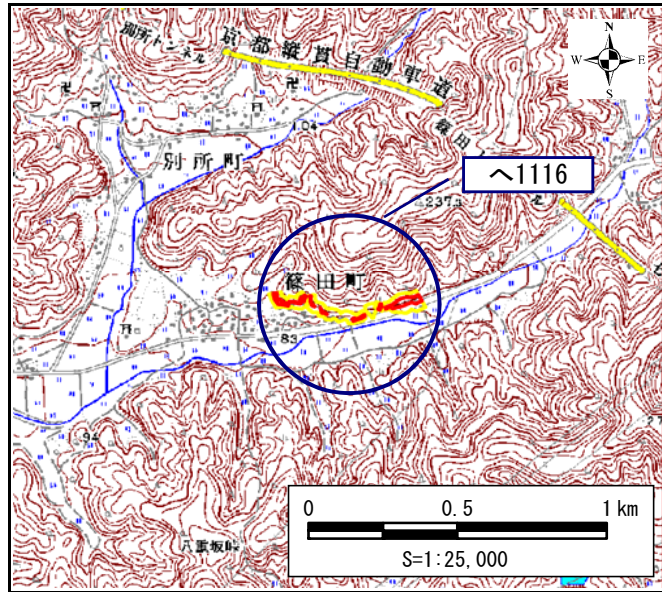 別所トンネル
京都縦貫自動車道
N
W E
S
104
篠田
別所町
へ1116
237
篠田町
83
94
八重坂峠
27
0 0.5 1 km
S=1:25,000